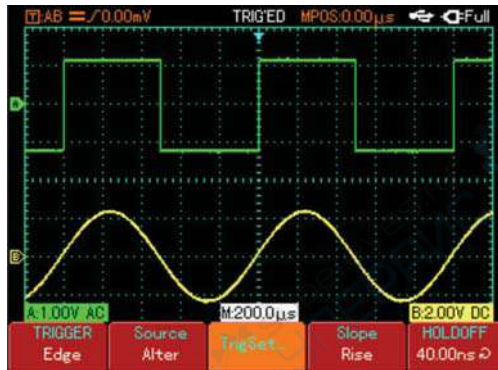 T:AB = 0.00mV TRIG'ED MPOS:0.00μs Full
A
B
A:1.00V AC M:200.0μs B:2.00V DC
TRIGGER Source TrigSet... Slope HOLDOFF
Edge Alter Rise 40.00ns